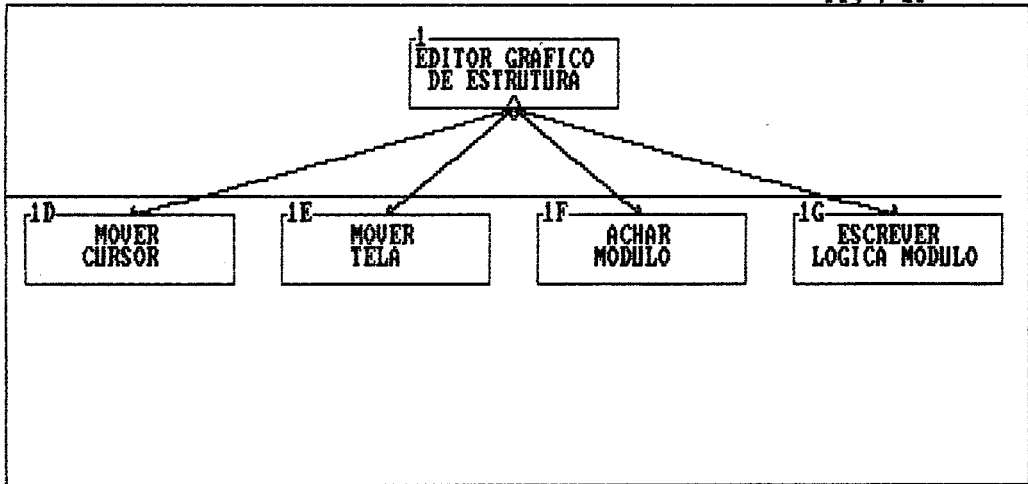 1
EDITOR GRAFICO
DE ESTRUTURA
1D
MOVER
CURSOR
1E
MOVER
TELA
1F
ACHAR
MODULO
1G
ESCREVER
LOGICA MODULO